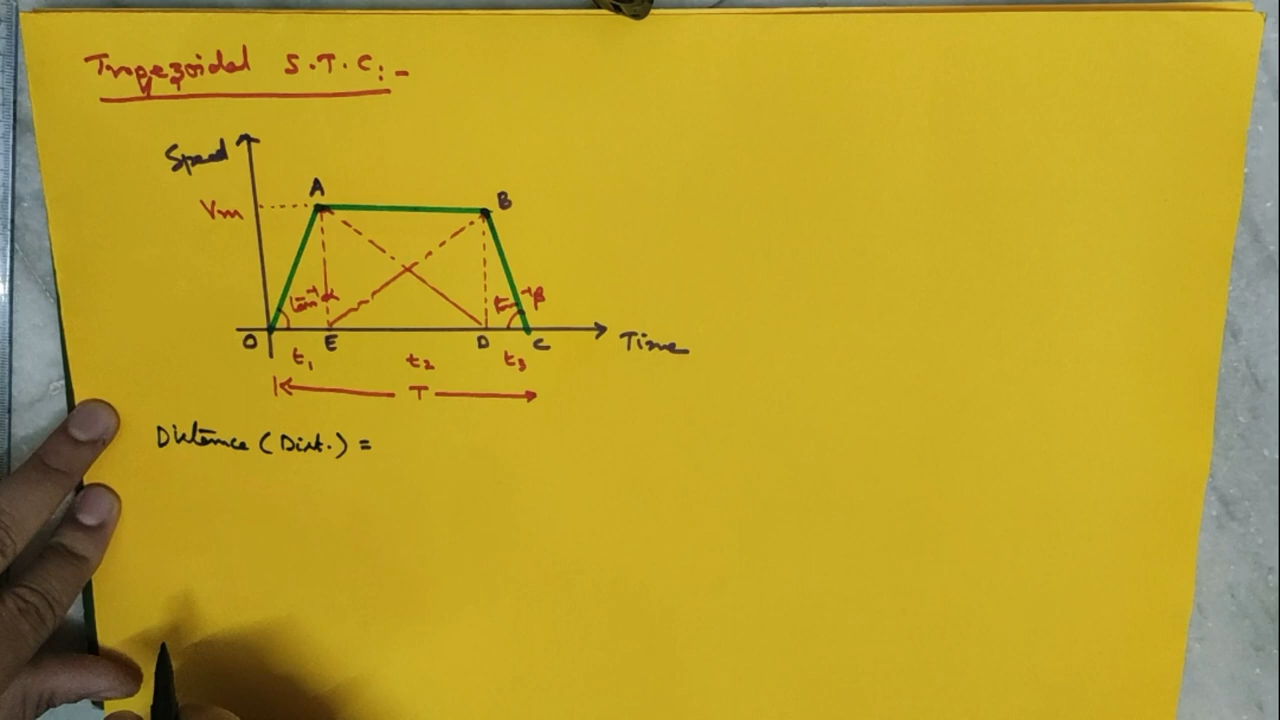 Trapezoidal S.T.C:-
Speed
A
B
Vm
tan⁻¹α
tan⁻¹β
O E D C Time
t₁ t₂ t₃
T
Distance (Dist.) =